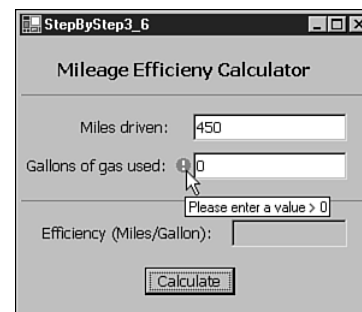 StepByStep3_6
Mileage Efficieny Calculator
Miles driven: 450
Gallons of gas used: 0
Please enter a value > 0
Efficiency (Miles/Gallon):
Calculate